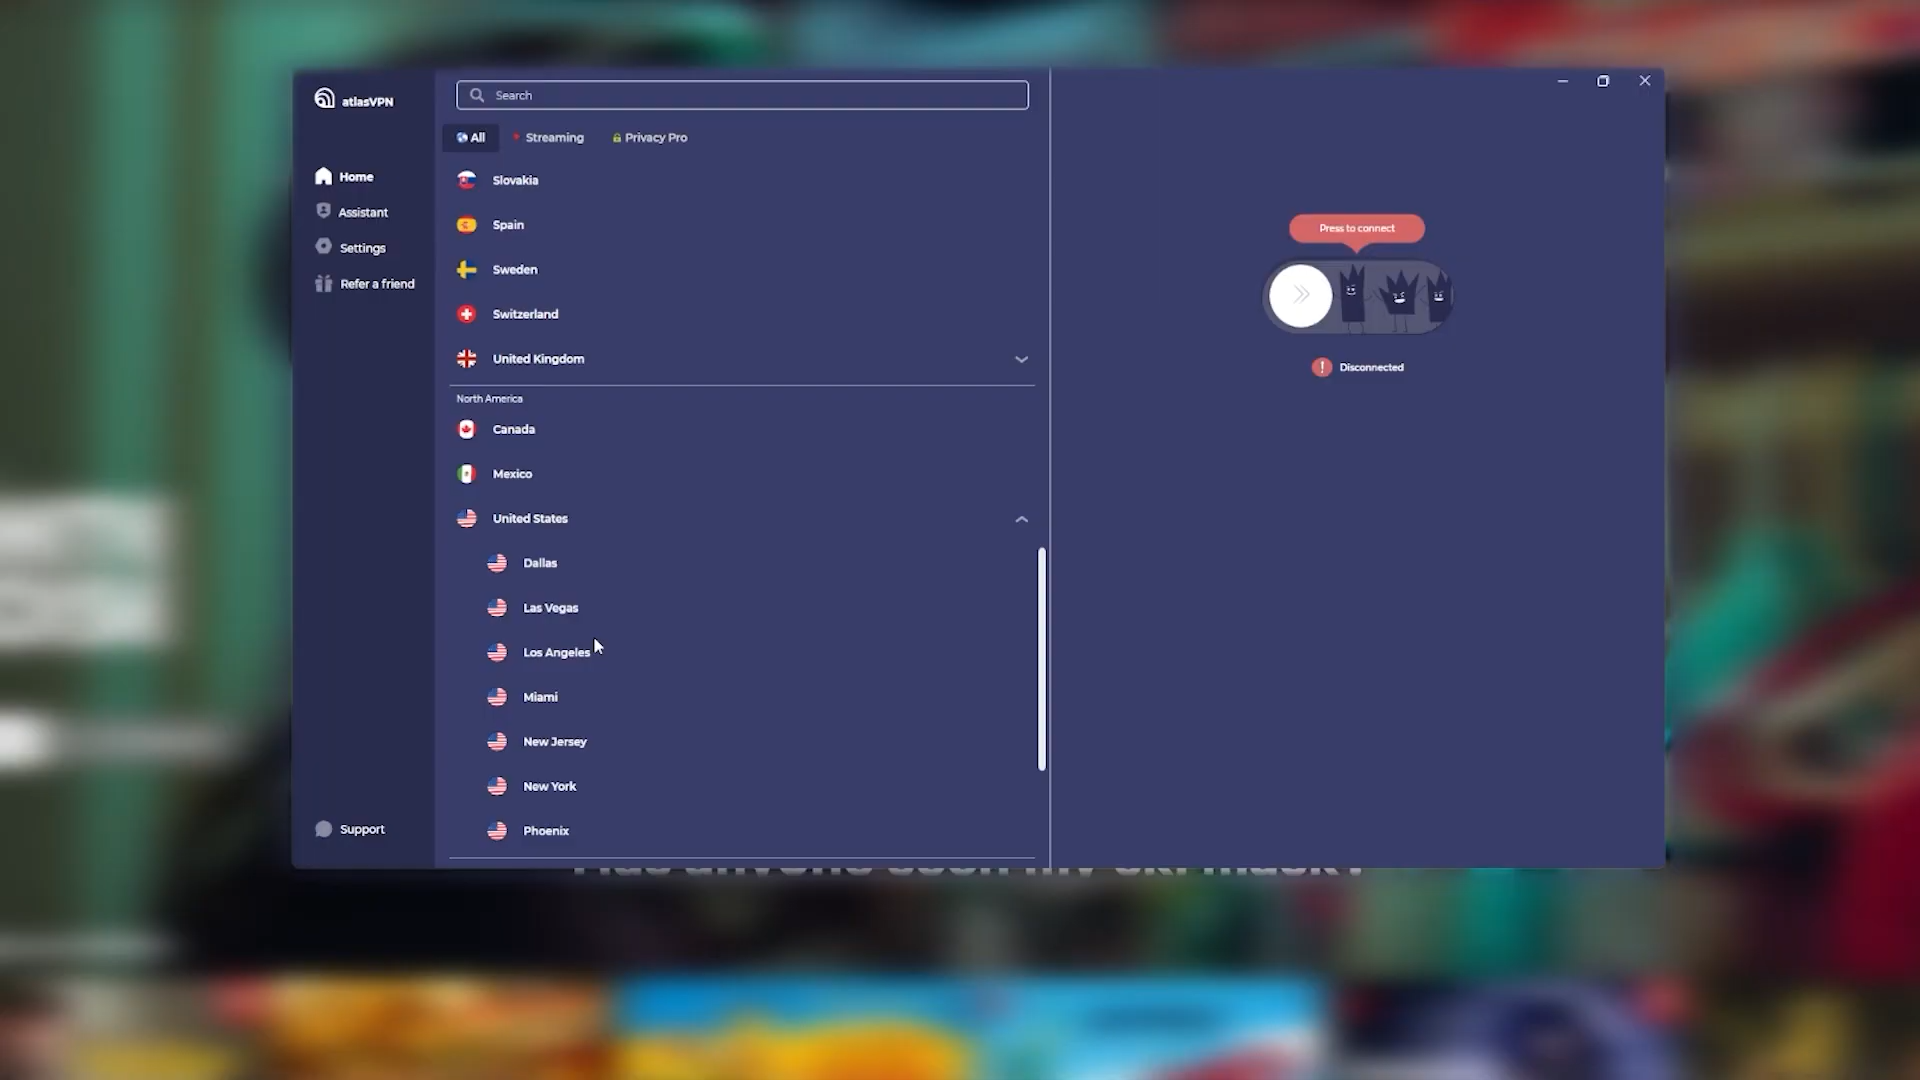 atlasVPN
Home
Assistant
Settings
Refer a friend
Support
Search
All
Streaming
Privacy Pro
Slovakia
Spain
Sweden
Switzerland
United Kingdom
North America
Canada
Mexico
United States
Dallas
Las Vegas
Los Angeles
Miami
New Jersey
New York
Phoenix
Press to connect
Disconnected